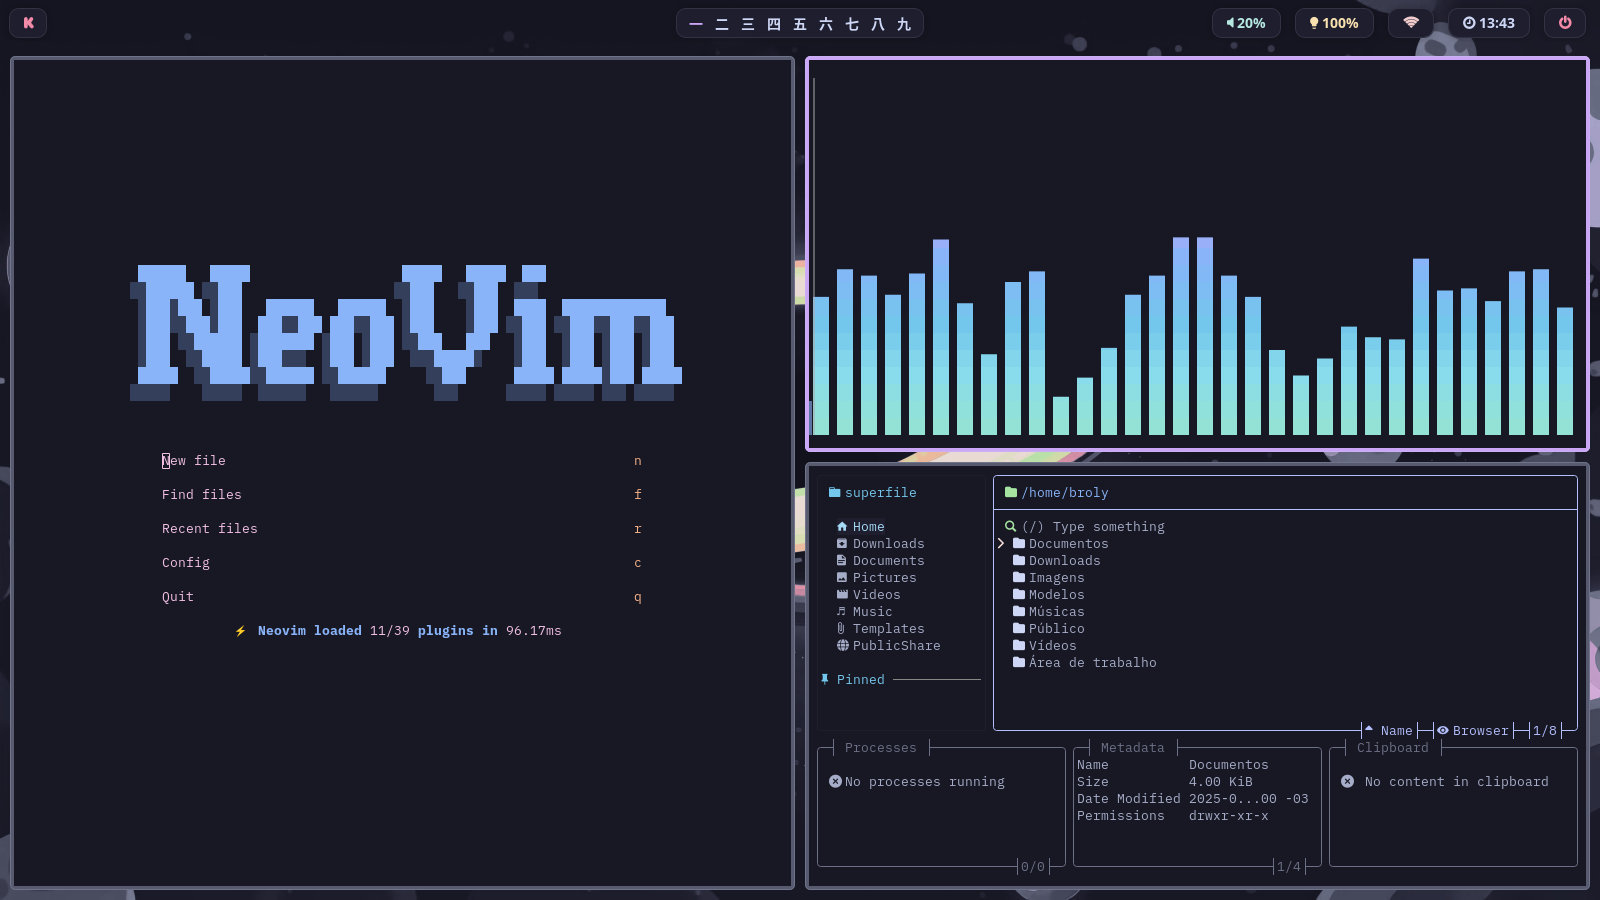 K
一 二 三 四 五 六 七 八 九
20%
100%
13:43
NeoVim
New file n
Find files f
Recent files r
Config c
Quit q
⚡ Neovim loaded 11/39 plugins in 96.17ms
superfile
Home
Downloads
Documents
Pictures
Videos
Music
Templates
PublicShare
Pinned
/home/broly
(/) Type something
Documentos
Downloads
Imagens
Modelos
Músicas
Público
Vídeos
Área de trabalho
Name Browser 1/8
Processes
No processes running
0/0
Metadata
Name Documentos
Size 4.00 KiB
Date Modified 2025-0...00 -03
Permissions drwxr-xr-x
1/4
Clipboard
No content in clipboard